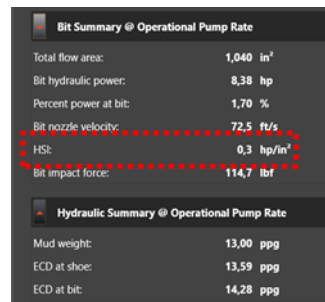 Bit Summary @ Operational Pump Rate
Total flow area: 1,040 in²
Bit hydraulic power: 8,38 hp
Percent power at bit: 1,70 %
Bit nozzle velocity: 72,5 ft/s
HSI: 0,3 hp/in²
Bit impact force: 114,7 lbf
Hydraulic Summary @ Operational Pump Rate
Mud weight: 13,00 ppg
ECD at shoe: 13,59 ppg
ECD at bit: 14,28 ppg